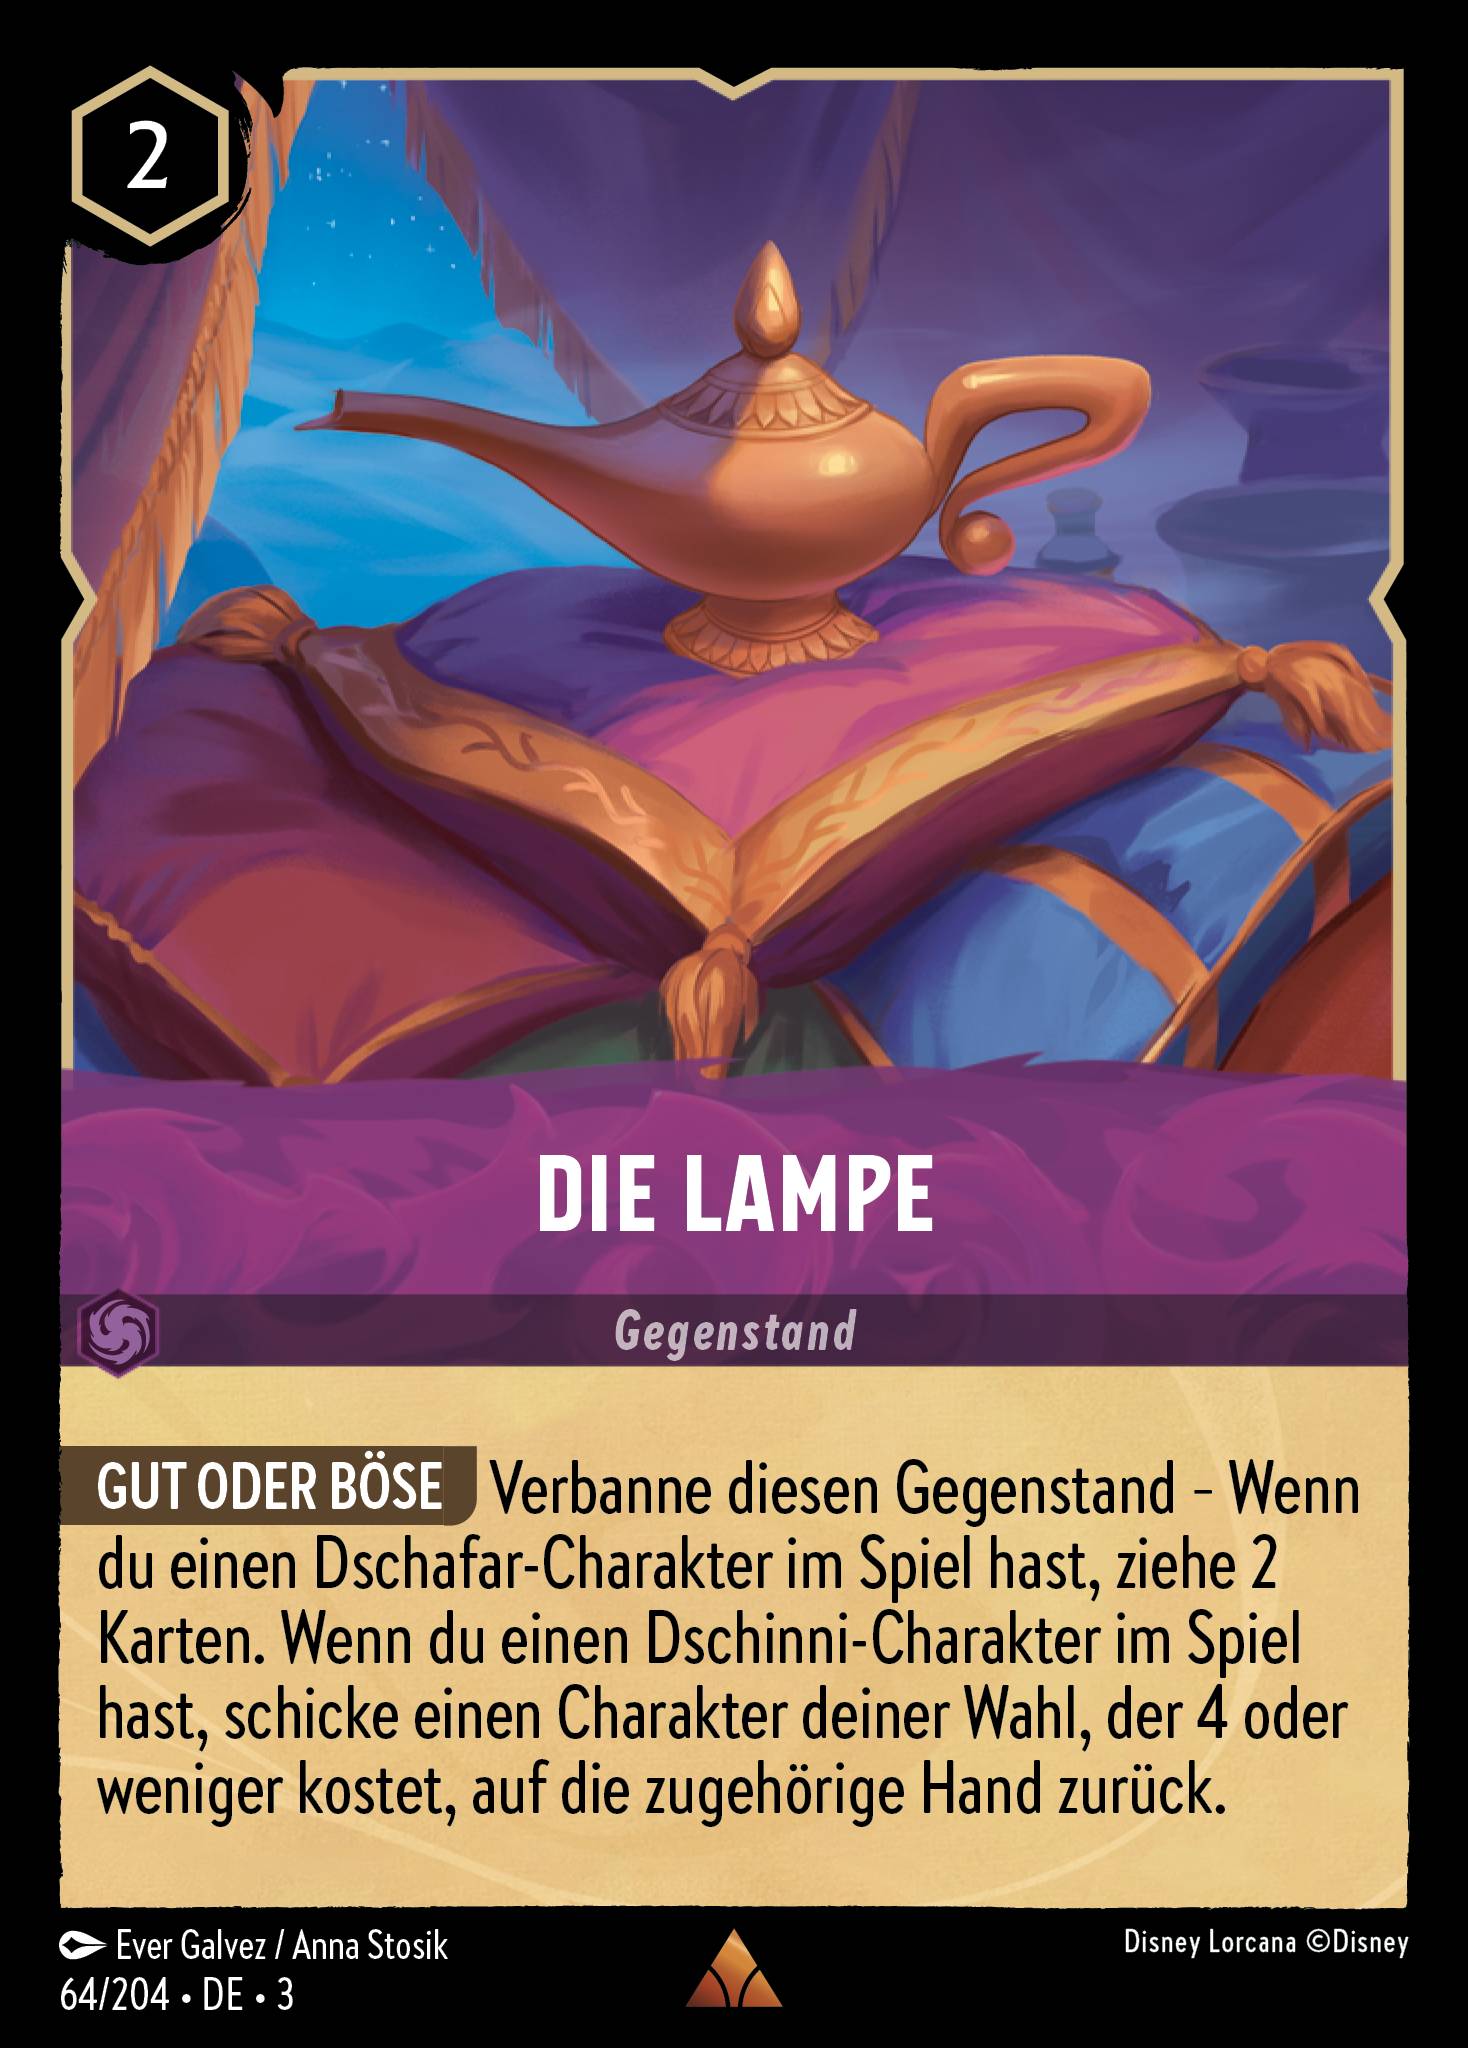 2
DIE LAMPE
Gegenstand
GUT ODER BÖSE Verbanne diesen Gegenstand – Wenn
du einen Dschafar-Charakter im Spiel hast, ziehe 2
Karten. Wenn du einen Dschinni-Charakter im Spiel
hast, schicke einen Charakter deiner Wahl, der 4 oder
weniger kostet, auf die zugehörige Hand zurück.
Ever Galvez / Anna Stosik
Disney Lorcana ©Disney
64/204 • DE • 3